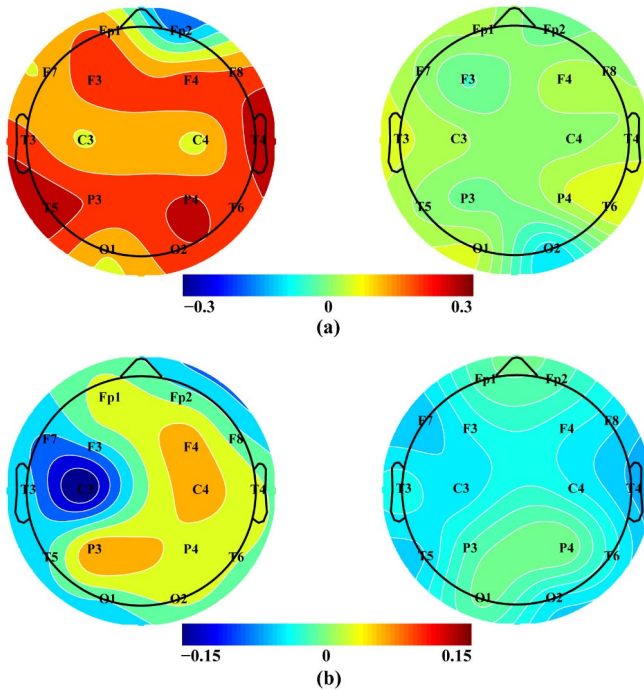 Fp1 Fp2 Fp1 Fp2
F7 F3 F4 F8 F7 F3 F4 F8
T3 C3 C4 T4 T3 C3 C4 T4
T5 P3 P4 T6 T5 P3 P4 T6
O1 O2 O1 O2
−0.3 0 0.3
(a)
Fp1 Fp2 Fp1 Fp2
F7 F3 F4 F8 F7 F3 F4 F8
T3 C3 C4 T4 T3 C3 C4 T4
T5 P3 P4 T6 T5 P3 P4 T6
O1 O2 O1 O2
−0.15 0 0.15
(b)